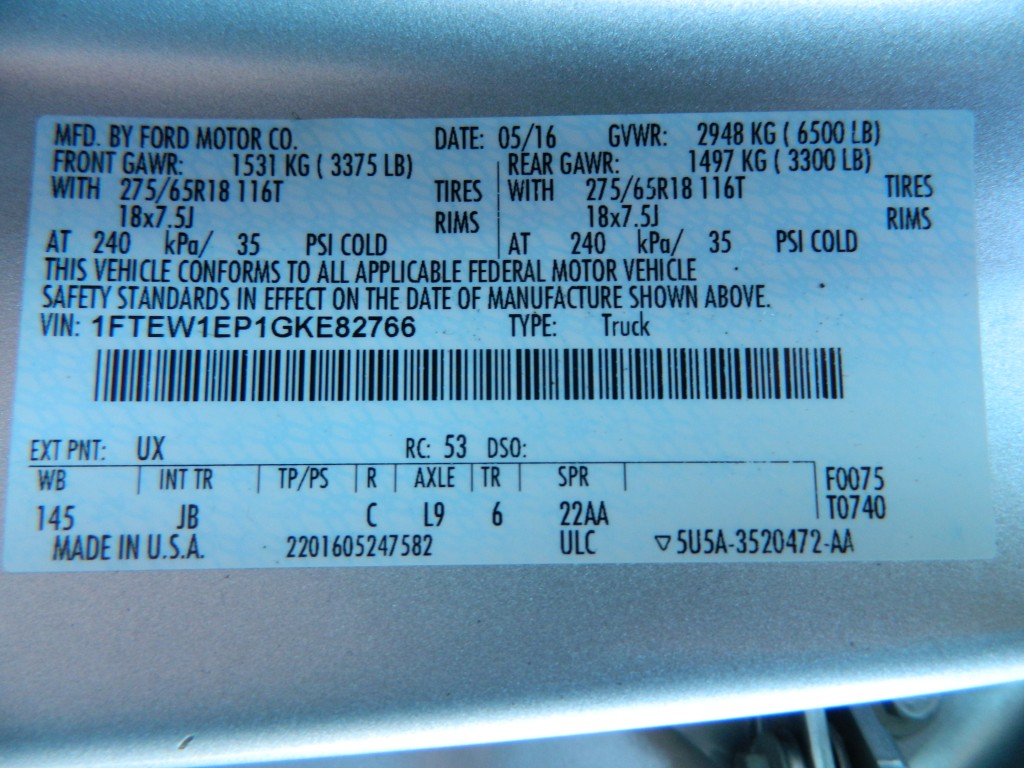 MFD. BY FORD MOTOR CO. DATE: 05/16 GVWR: 2948 KG ( 6500 LB)
FRONT GAWR: 1531 KG ( 3375 LB) REAR GAWR: 1497 KG ( 3300 LB)
WITH 275/65R18 116T TIRES WITH 275/65R18 116T TIRES
18x7.5J RIMS 18x7.5J RIMS
AT 240 kPa/ 35 PSI COLD AT 240 kPa/ 35 PSI COLD
THIS VEHICLE CONFORMS TO ALL APPLICABLE FEDERAL MOTOR VEHICLE
SAFETY STANDARDS IN EFFECT ON THE DATE OF MANUFACTURE SHOWN ABOVE.
VIN: 1FTEW1EP1GKE82766 TYPE: Truck
EXT PNT: UX RC: 53 DSO:
WB INT TR TP/PS R AXLE TR SPR F0075
145 JB C L9 6 22AA T0740
MADE IN U.S.A. 2201605247582 ULC ▽5U5A-3520472-AA